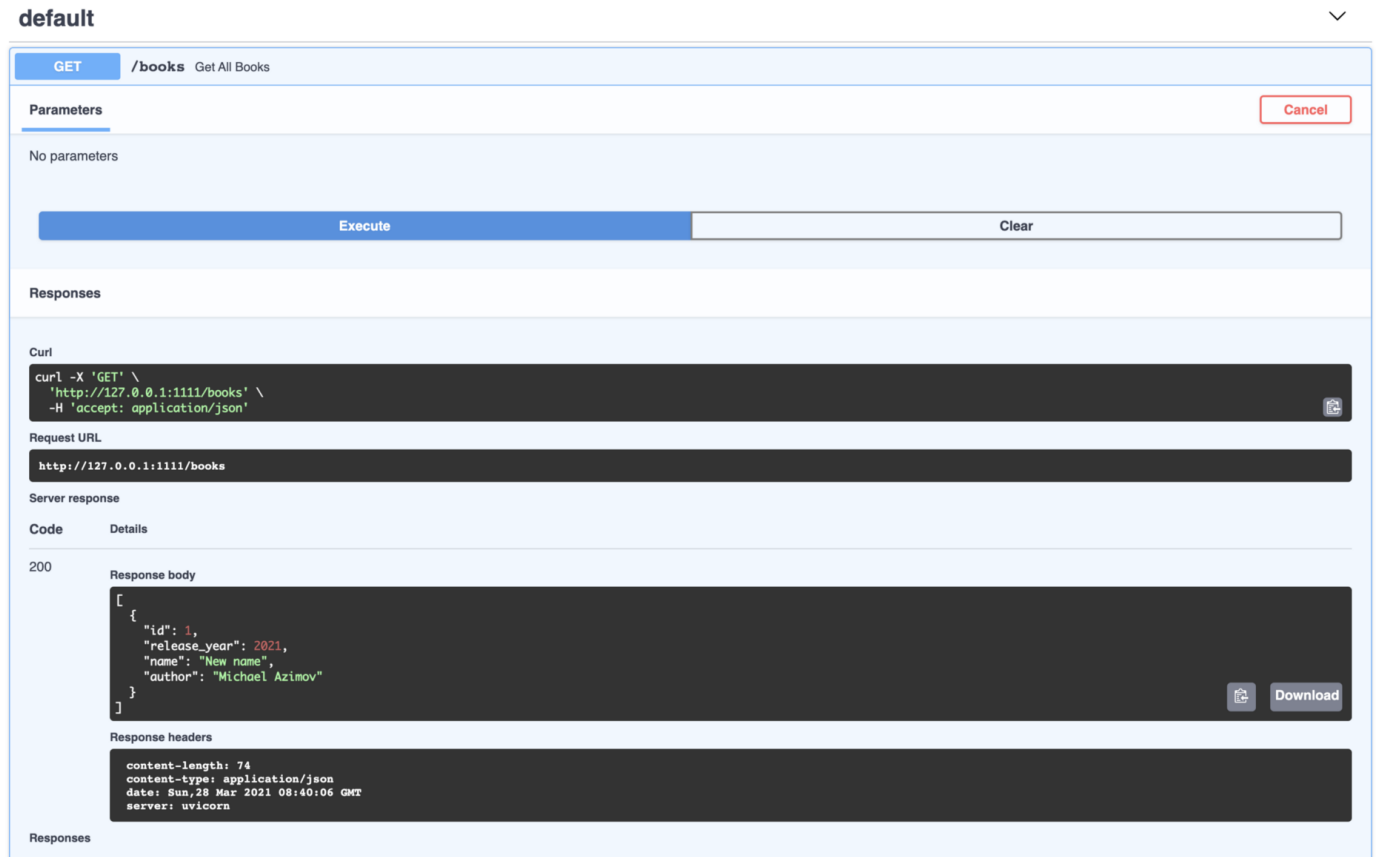 default
GET /books Get All Books
Parameters
Cancel
No parameters
Execute
Clear
Responses
Curl
curl -X 'GET' \
'http://127.0.0.1:1111/books' \
-H 'accept: application/json'
Request URL
http://127.0.0.1:1111/books
Server response
Code Details
200
Response body
[
{
"id": 1,
"release_year": 2021,
"name": "New name",
"author": "Michael Azimov"
}
]
Download
Response headers
content-length: 74
content-type: application/json
date: Sun,28 Mar 2021 08:40:06 GMT
server: uvicorn
Responses